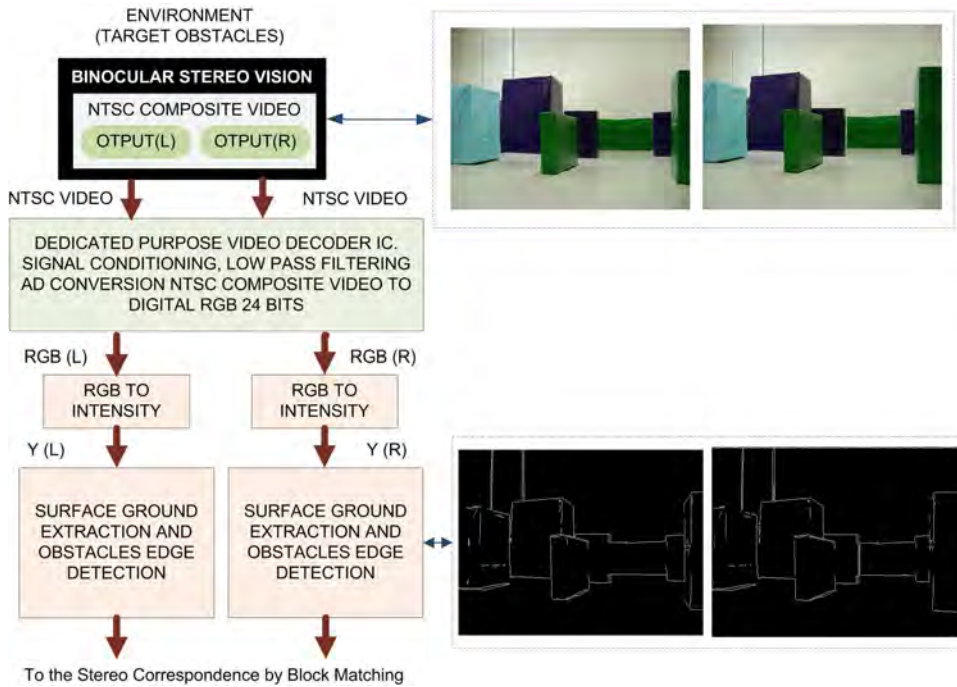 ENVIRONMENT
(TARGET OBSTACLES)
BINOCULAR STEREO VISION
NTSC COMPOSITE VIDEO
OTPUT(L) OTPUT(R)
NTSC VIDEO NTSC VIDEO
DEDICATED PURPOSE VIDEO DECODER IC.
SIGNAL CONDITIONING, LOW PASS FILTERING
AD CONVERSION NTSC COMPOSITE VIDEO TO
DIGITAL RGB 24 BITS
RGB (L) RGB (R)
RGB TO
INTENSITY
RGB TO
INTENSITY
Y (L) Y (R)
SURFACE GROUND
EXTRACTION AND
OBSTACLES EDGE
DETECTION
SURFACE GROUND
EXTRACTION AND
OBSTACLES EDGE
DETECTION
To the Stereo Correspondence by Block Matching